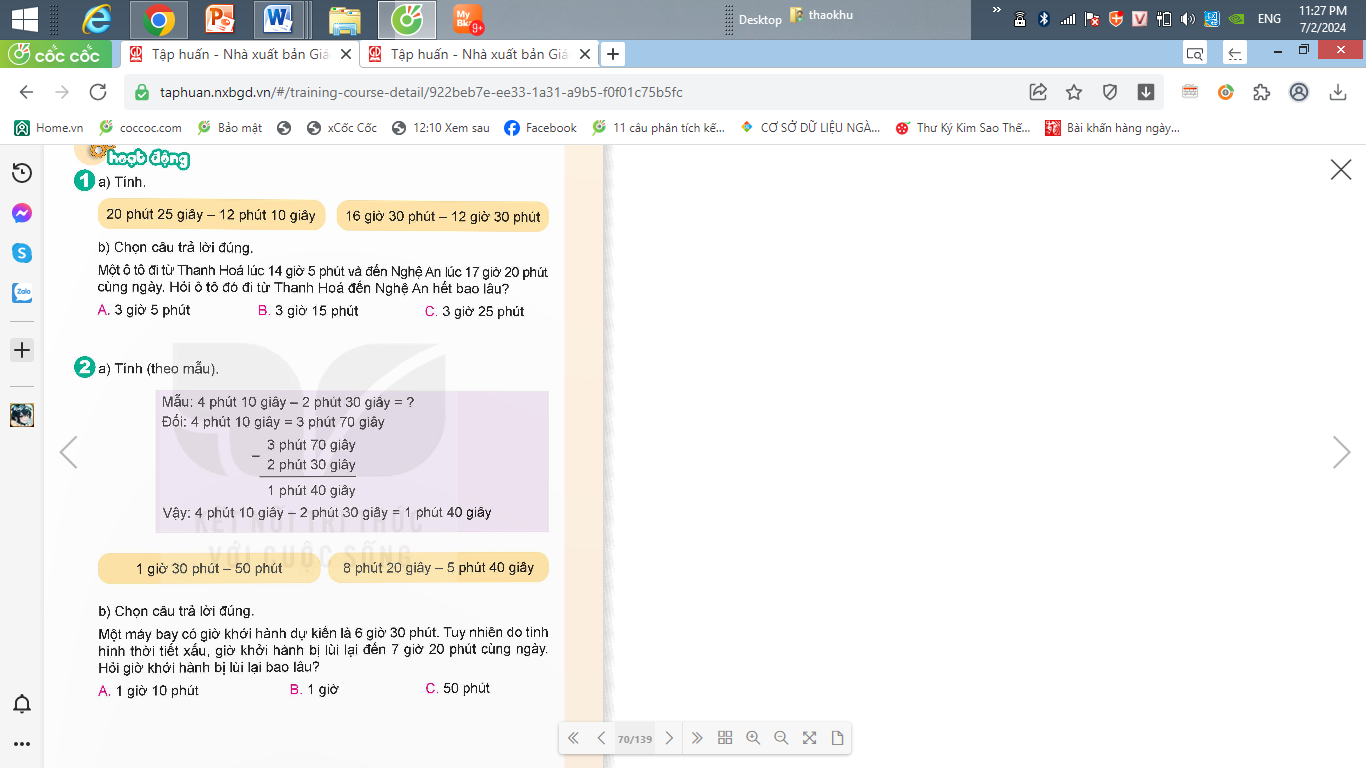 Desktop
thaokhu
ENG
11:27 PM
7/2/2024
My
9+
CỐC CỐC
Tập huấn - Nhà xuất bản Giá
Tập huấn - Nhà xuất bản Giá
taphuan.nxbgd.vn/#/training-course-detail/922beb7e-ee33-1a31-a9b5-f0f01c75b5fc
Home.vn
coccoc.com
Bảo mật
xCốc Cốc
12:10 Xem sau
Facebook
11 câu phân tích kế...
CƠ SỞ DỮ LIỆU NGÀ...
Thư Ký Kim Sao Thế...
Bài khấn hàng ngày...
hoạt động
1 a) Tính.
20 phút 25 giây – 12 phút 10 giây
16 giờ 30 phút – 12 giờ 30 phút
b) Chọn câu trả lời đúng.
Một ô tô đi từ Thanh Hoá lúc 14 giờ 5 phút và đến Nghệ An lúc 17 giờ 20 phút
cùng ngày. Hỏi ô tô đó đi từ Thanh Hoá đến Nghệ An hết bao lâu?
A. 3 giờ 5 phút
B. 3 giờ 15 phút
C. 3 giờ 25 phút
2 a) Tính (theo mẫu).
Mẫu: 4 phút 10 giây – 2 phút 30 giây = ?
Đổi: 4 phút 10 giây = 3 phút 70 giây
3 phút 70 giây
–
2 phút 30 giây
1 phút 40 giây
Vậy: 4 phút 10 giây – 2 phút 30 giây = 1 phút 40 giây
KẾT NỐI TRI THỨC
VỚI CUỘC SỐNG
1 giờ 30 phút – 50 phút
8 phút 20 giây – 5 phút 40 giây
b) Chọn câu trả lời đúng.
Một máy bay có giờ khởi hành dự kiến là 6 giờ 30 phút. Tuy nhiên do tình
hình thời tiết xấu, giờ khởi hành bị lùi lại đến 7 giờ 20 phút cùng ngày.
Hỏi giờ khởi hành bị lùi lại bao lâu?
A. 1 giờ 10 phút
B. 1 giờ
C. 50 phút
Zalo
70/139